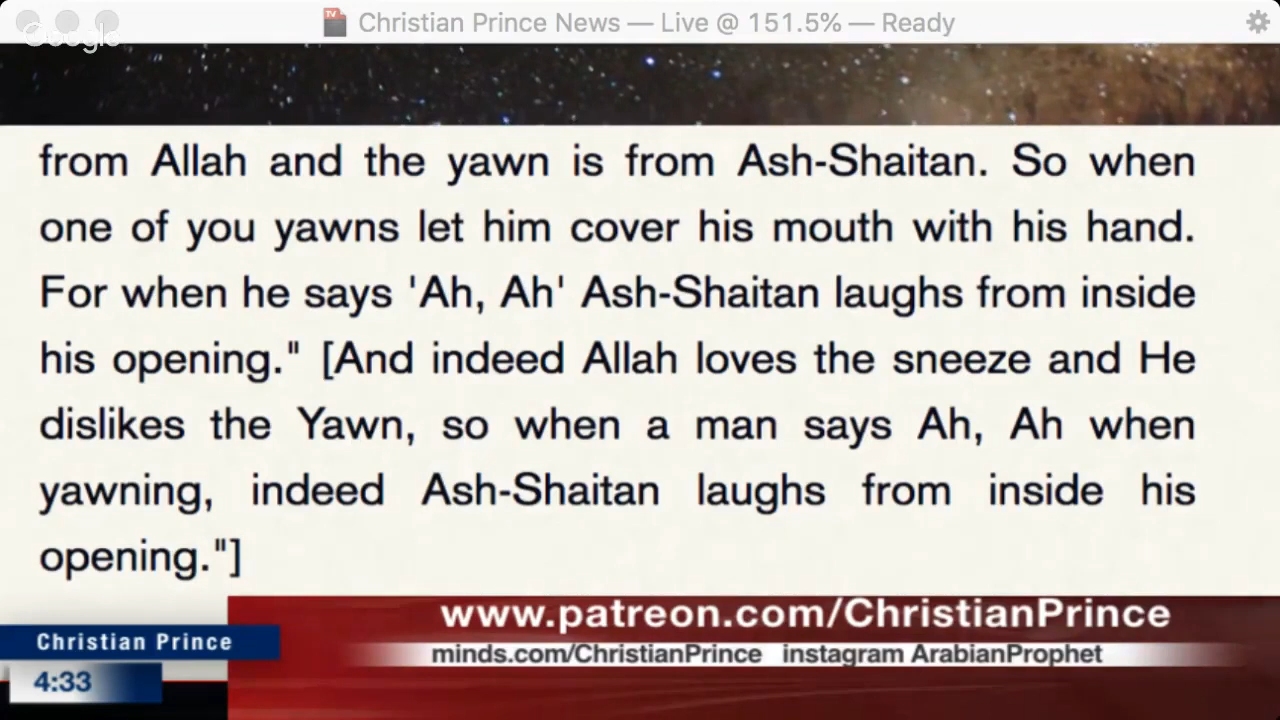 TV Christian Prince News — Live @ 151.5% — Ready
Google
from Allah and the yawn is from Ash-Shaitan. So when
one of you yawns let him cover his mouth with his hand.
For when he says 'Ah, Ah' Ash-Shaitan laughs from inside
his opening." [And indeed Allah loves the sneeze and He
dislikes the Yawn, so when a man says Ah, Ah when
yawning, indeed Ash-Shaitan laughs from inside his
opening."]
www.patreon.com/ChristianPrince
Christian Prince
minds.com/ChristianPrince instagram ArabianProphet
4:33